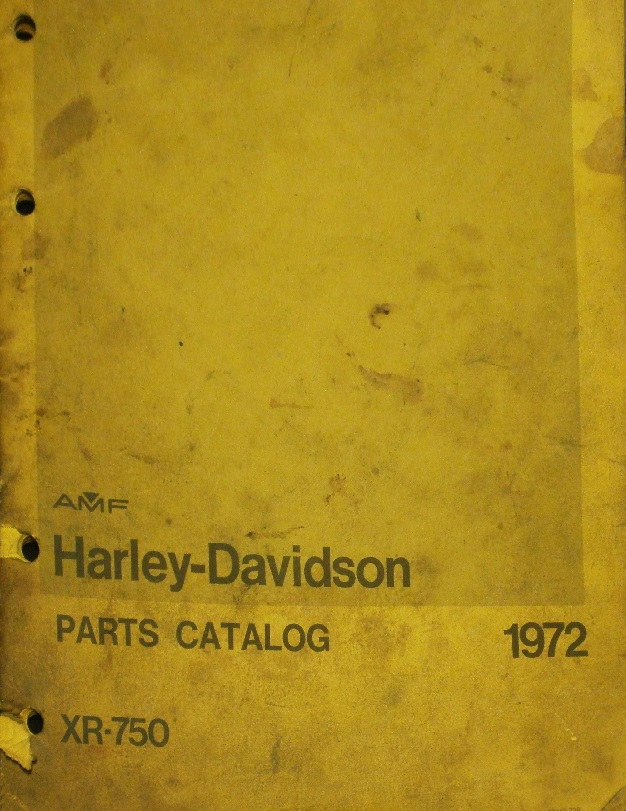 AMF
Harley-Davidson
PARTS CATALOG 1972
XR-750